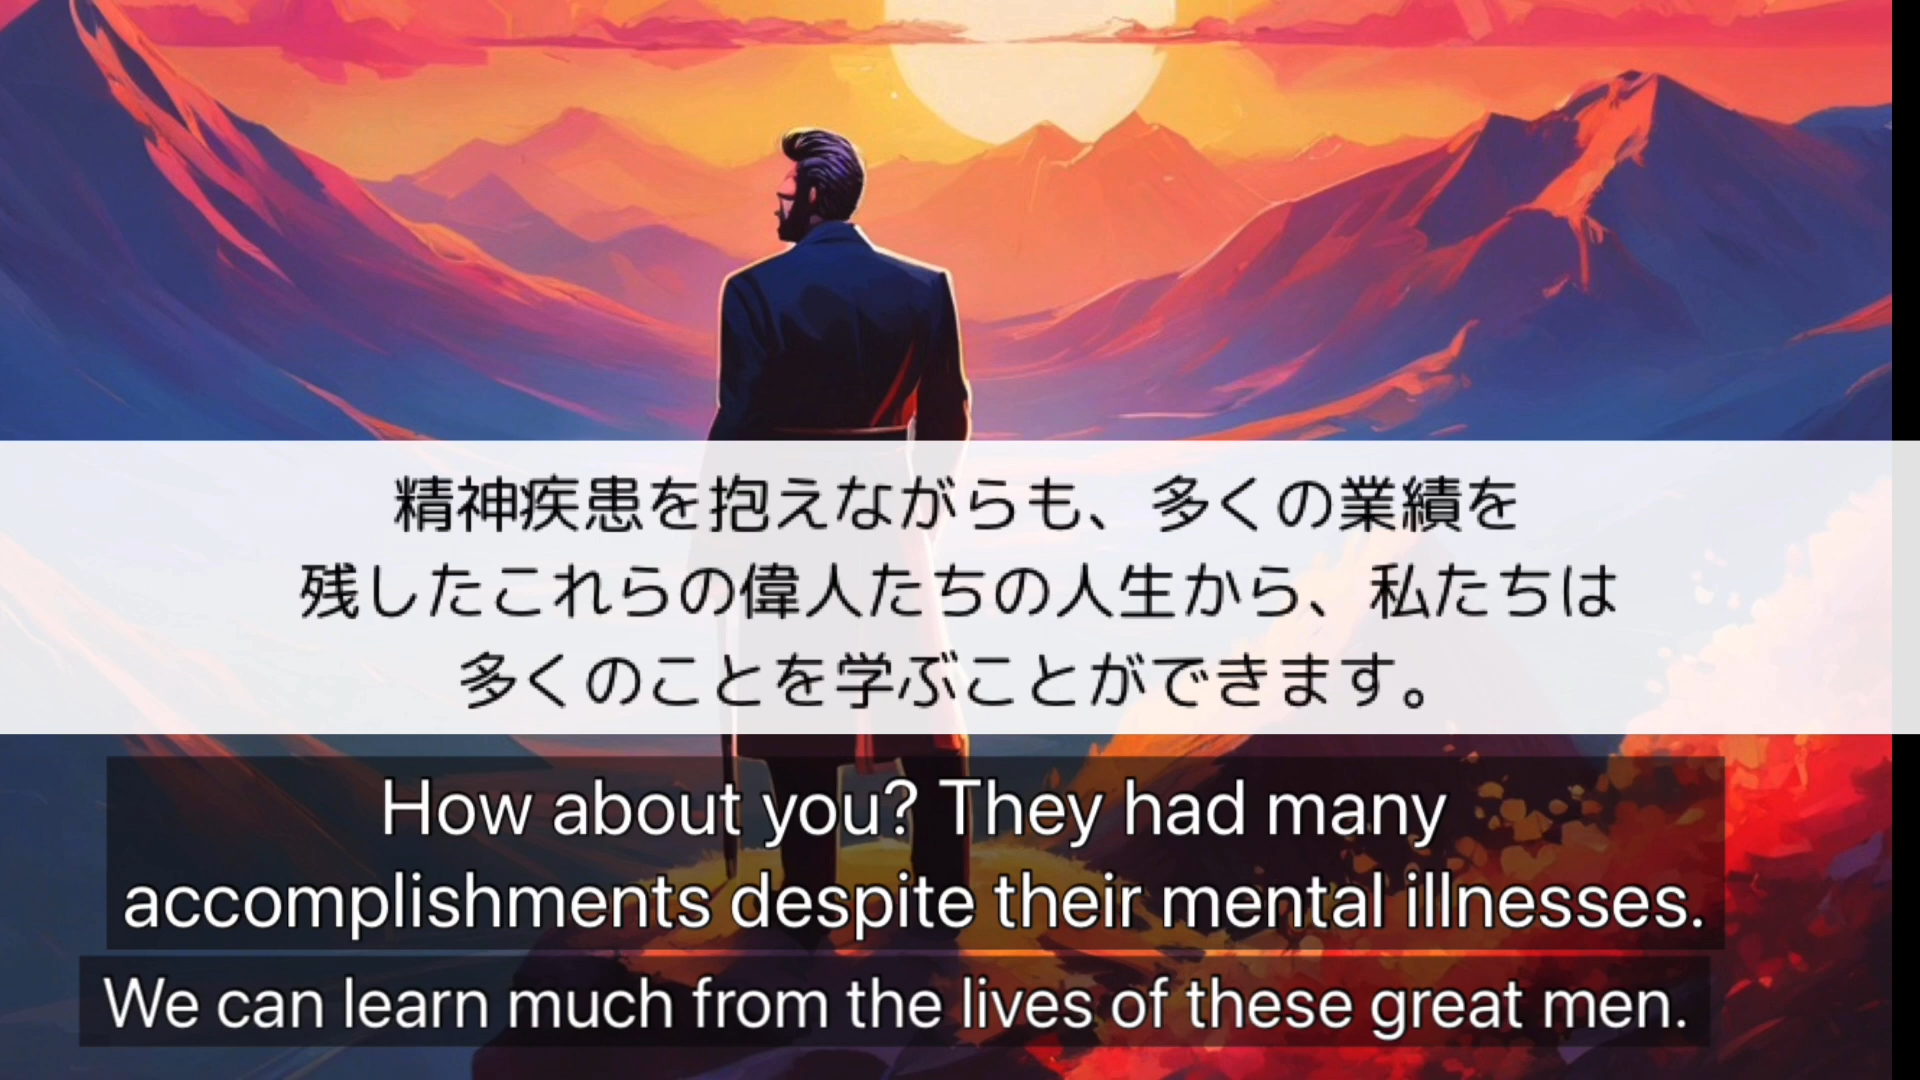 精神疾患を抱えながらも、多くの業績を
残したこれらの偉人たちの人生から、私たちは
多くのことを学ぶことができます。
How about you? They had many
accomplishments despite their mental illnesses.
We can learn much from the lives of these great men.